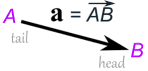 A a = AB
tail
B
head